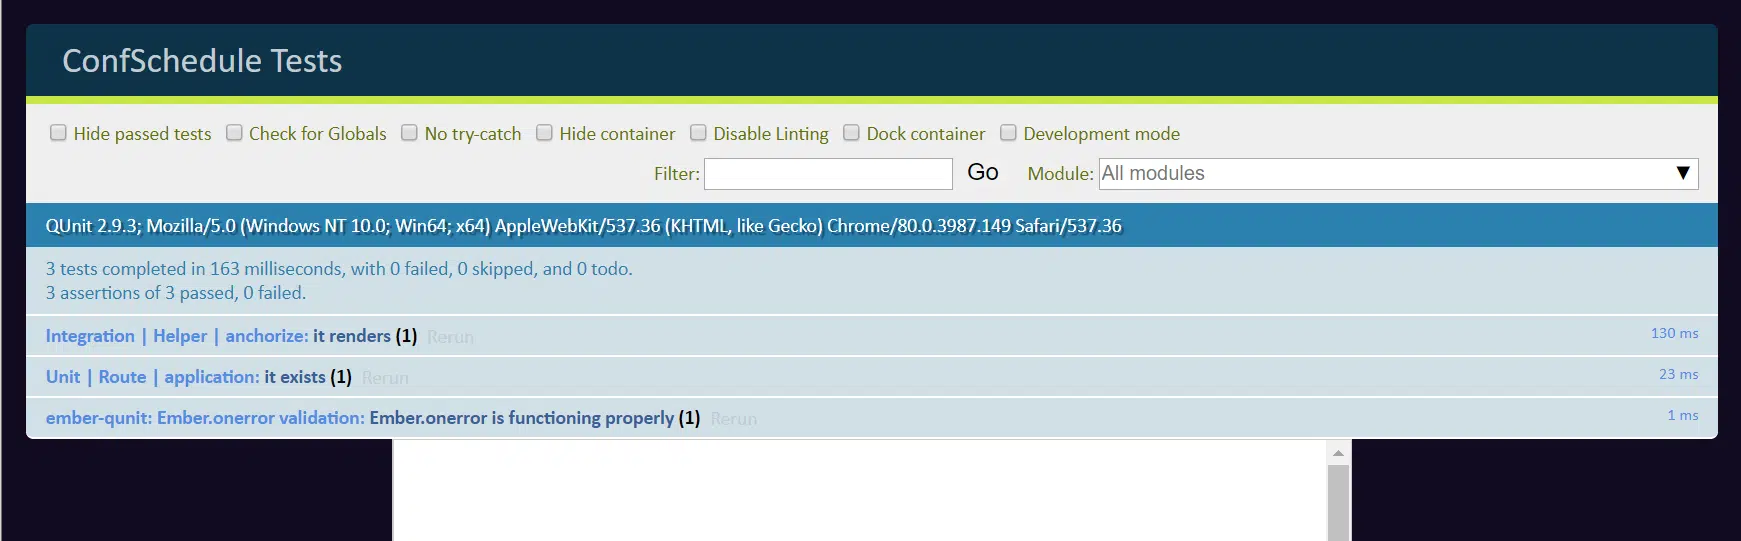 ConfSchedule Tests
Hide passed tests Check for Globals No try-catch Hide container Disable Linting Dock container Development mode
Filter: Go Module: All modules ▼
QUnit 2.9.3; Mozilla/5.0 (Windows NT 10.0; Win64; x64) AppleWebKit/537.36 (KHTML, like Gecko) Chrome/80.0.3987.149 Safari/537.36
3 tests completed in 163 milliseconds, with 0 failed, 0 skipped, and 0 todo.
3 assertions of 3 passed, 0 failed.
Integration | Helper | anchorize: it renders (1) Rerun 130 ms
Unit | Route | application: it exists (1) Rerun 23 ms
ember-qunit: Ember.onerror validation: Ember.onerror is functioning properly (1) Rerun 1 ms